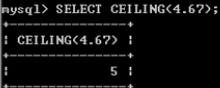 mysql> SELECT CEILING(4.67);
+---------------+
| CEILING(4.67) |
+---------------+
| 5 |